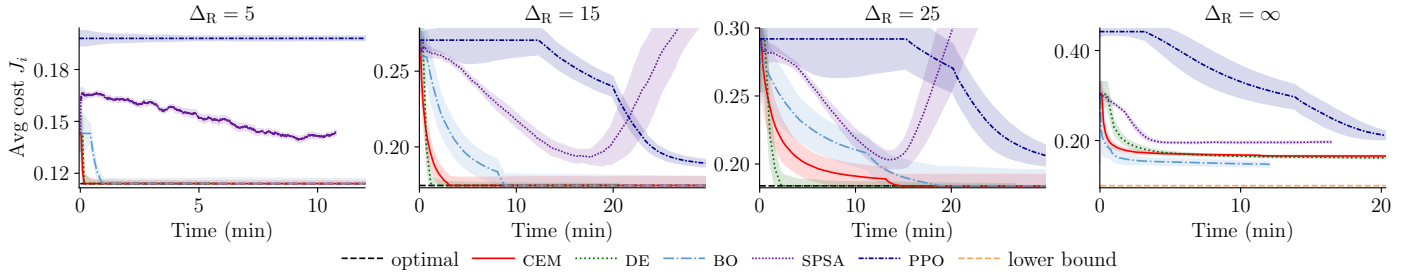 Δ_R = 5
Δ_R = 15
Δ_R = 25
Δ_R = ∞
Avg cost J_i
0.18
0.15
0.12
0.25
0.20
0.30
0.25
0.20
0.40
0.20
0 5 10
0 10 20
0 10 20
0 10 20
Time (min)
Time (min)
Time (min)
Time (min)
optimal CEM DE BO SPSA PPO lower bound